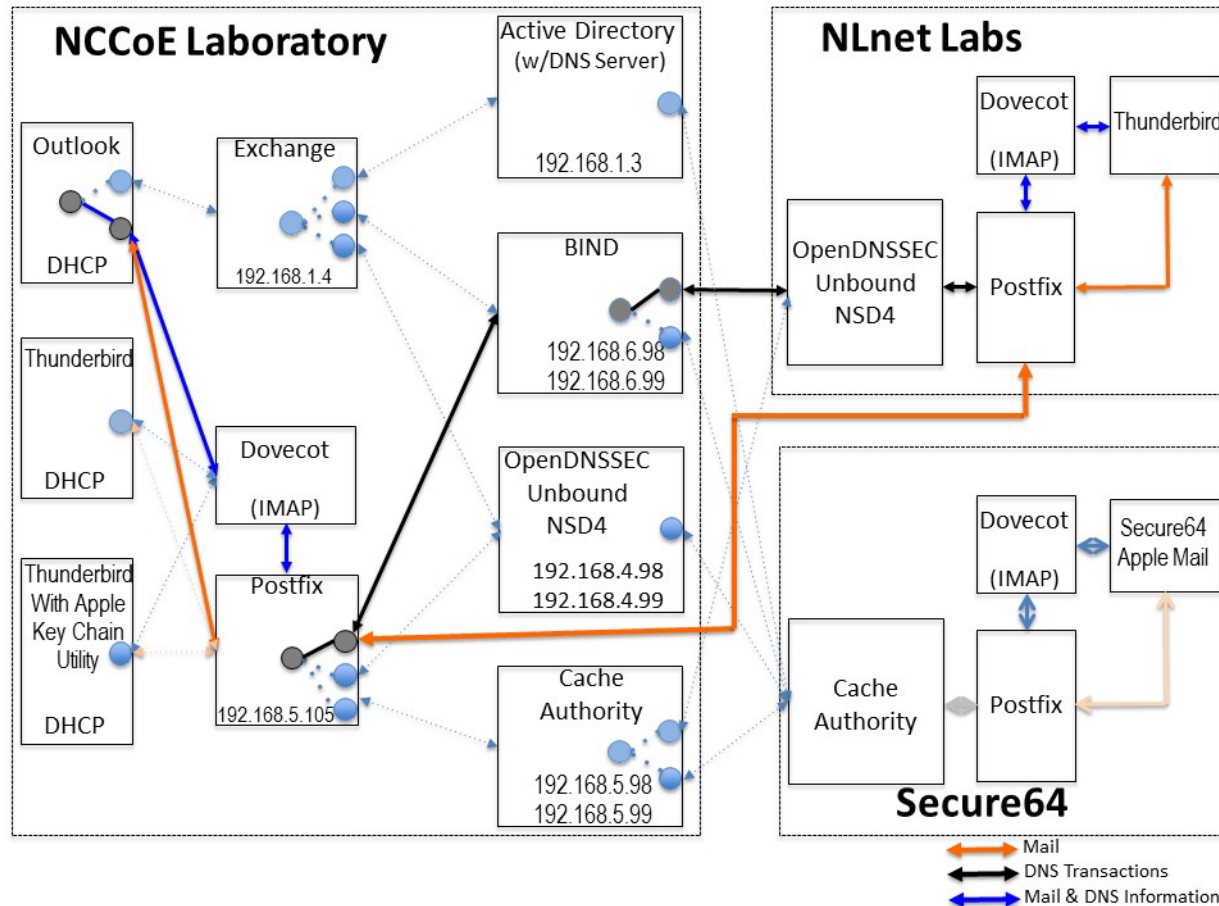 NCCoE Laboratory
Outlook
DHCP
Thunderbird
DHCP
Thunderbird
With Apple
Key Chain
Utility
DHCP
Exchange
192.168.1.4
Dovecot
(IMAP)
Postfix
192.168.5.105
Active Directory
(w/DNS Server)
192.168.1.3
BIND
192.168.6.98
192.168.6.99
OpenDNSSEC
Unbound
NSD4
192.168.4.98
192.168.4.99
Cache
Authority
192.168.5.98
192.168.5.99
NLnet Labs
Dovecot
(IMAP)
Thunderbird
OpenDNSSEC
Unbound
NSD4
Postfix
Dovecot
(IMAP)
Secure64
Apple Mail
Cache
Authority
Postfix
Secure64
Mail
DNS Transactions
Mail & DNS Information